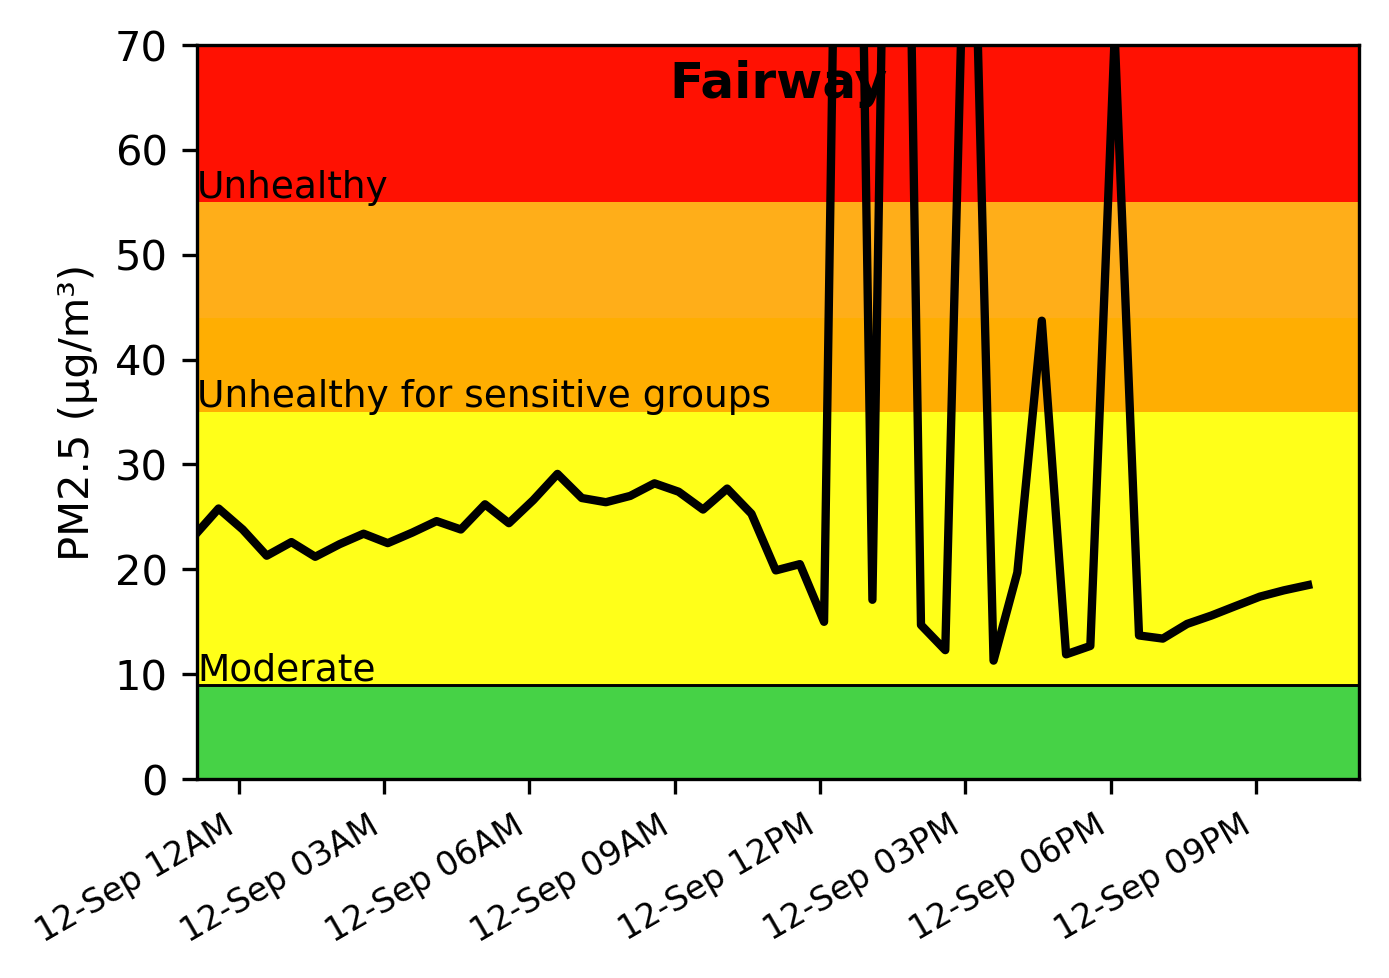 Fairway
PM2.5 (µg/m³)
70
60
50
40
30
20
10
0
Unhealthy
Unhealthy for sensitive groups
Moderate
12-Sep 12AM
12-Sep 03AM
12-Sep 06AM
12-Sep 09AM
12-Sep 12PM
12-Sep 03PM
12-Sep 06PM
12-Sep 09PM